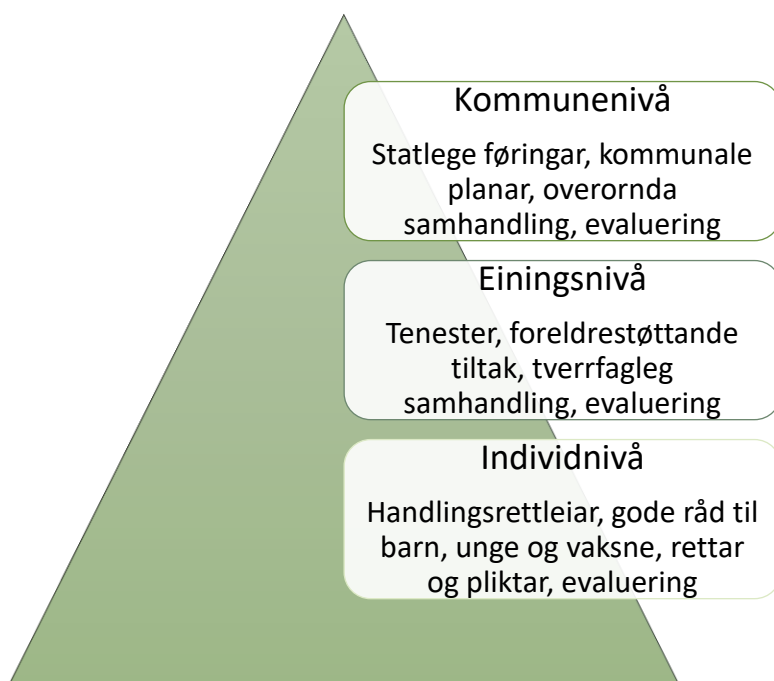 Kommunenivå
Statlege føringar, kommunale
planar, overornda
samhandling, evaluering
Einingsnivå
Tenester, foreldrestøttande
tiltak, tverrfagleg
samhandling, evaluering
Individnivå
Handlingsrettleiar, gode råd til
barn, unge og vaksne, rettar
og pliktar, evaluering